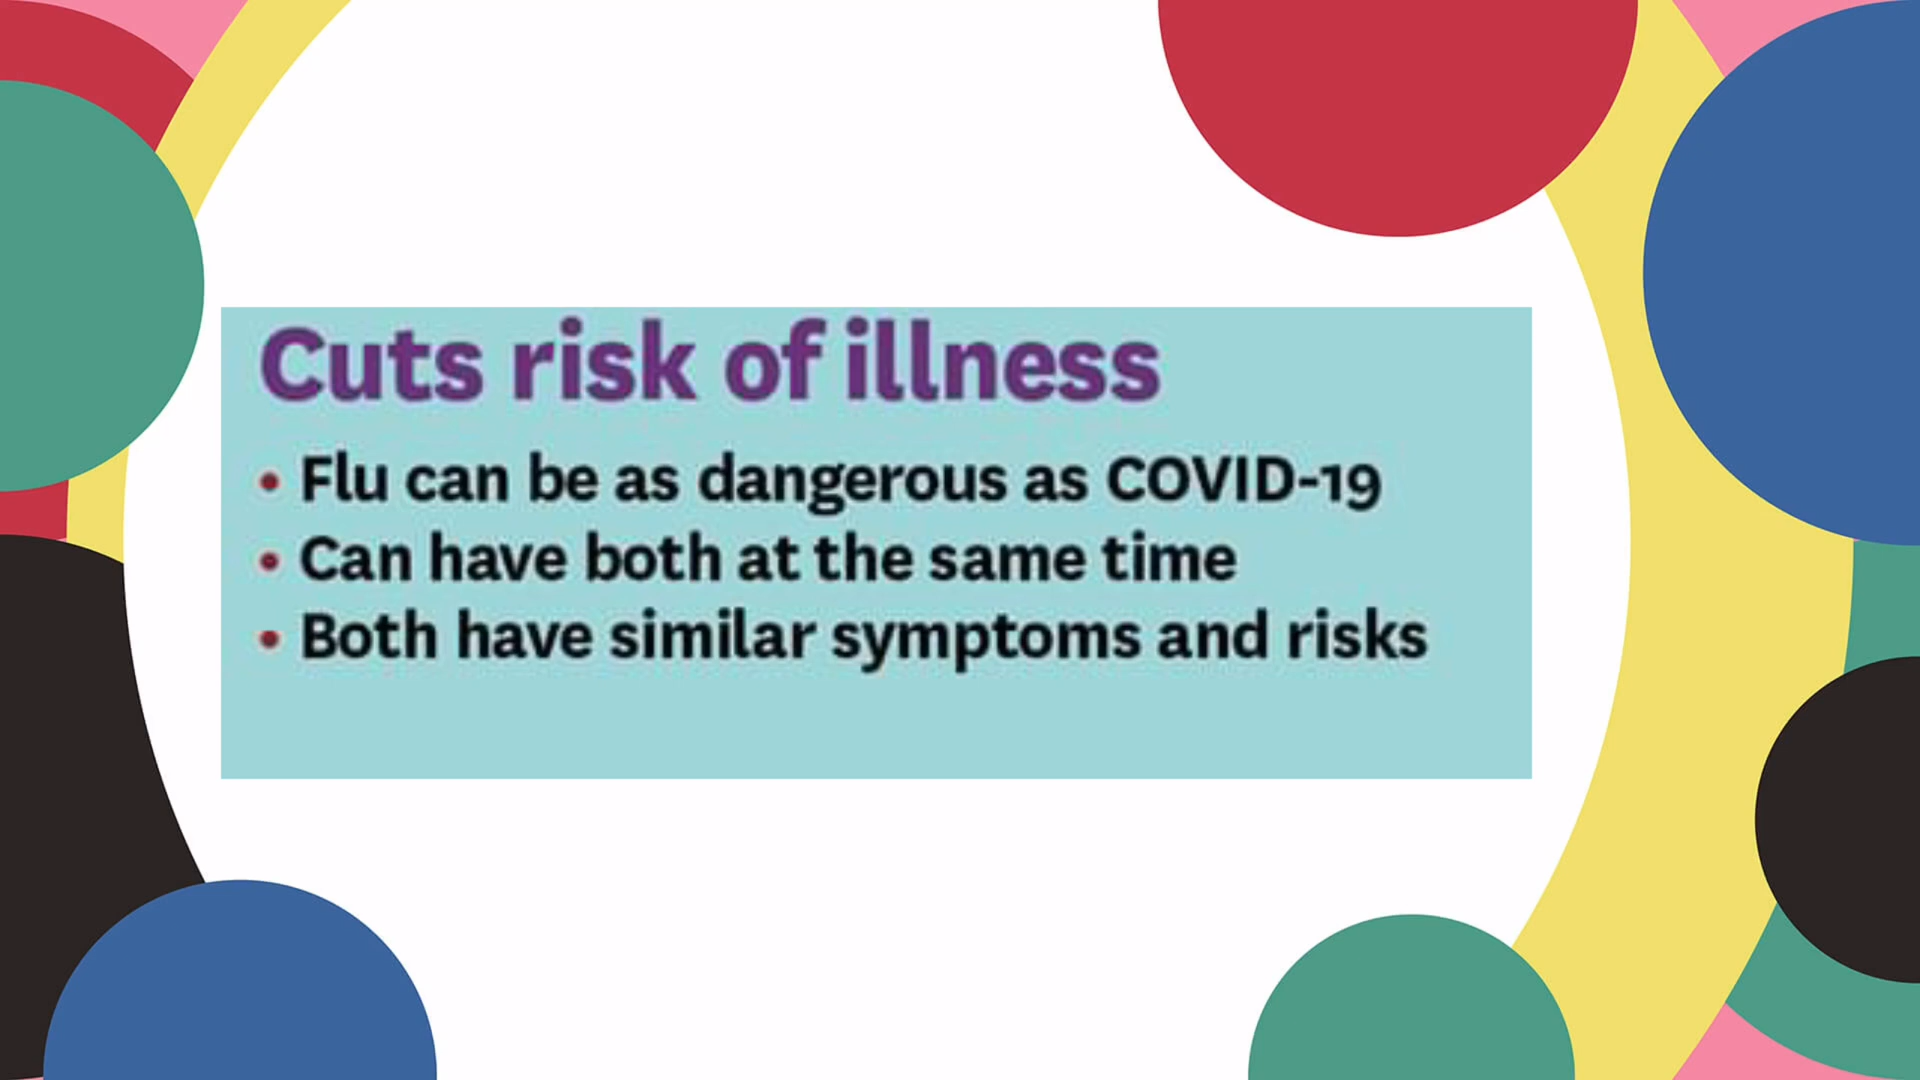 Cuts risk of illness
• Flu can be as dangerous as COVID-19
• Can have both at the same time
• Both have similar symptoms and risks